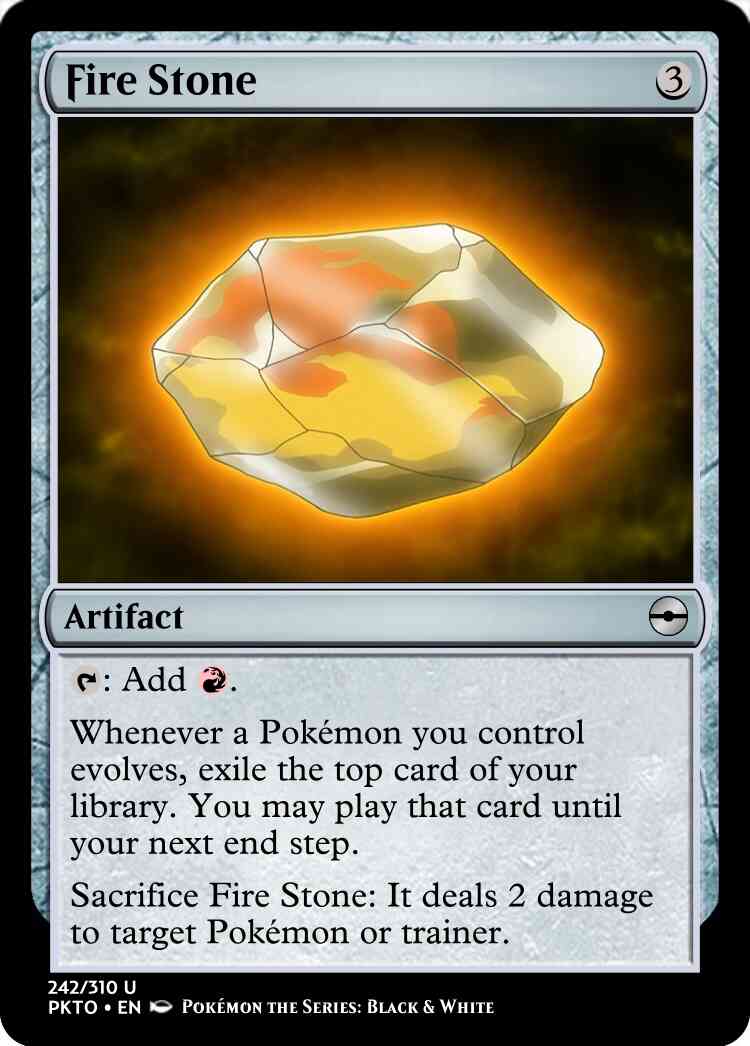 Fire Stone 3
Artifact
: Add .
Whenever a Pokémon you control
evolves, exile the top card of your
library. You may play that card until
your next end step.
Sacrifice Fire Stone: It deals 2 damage
to target Pokémon or trainer.
242/310 U
PKTO • EN Pokémon the Series: Black & White